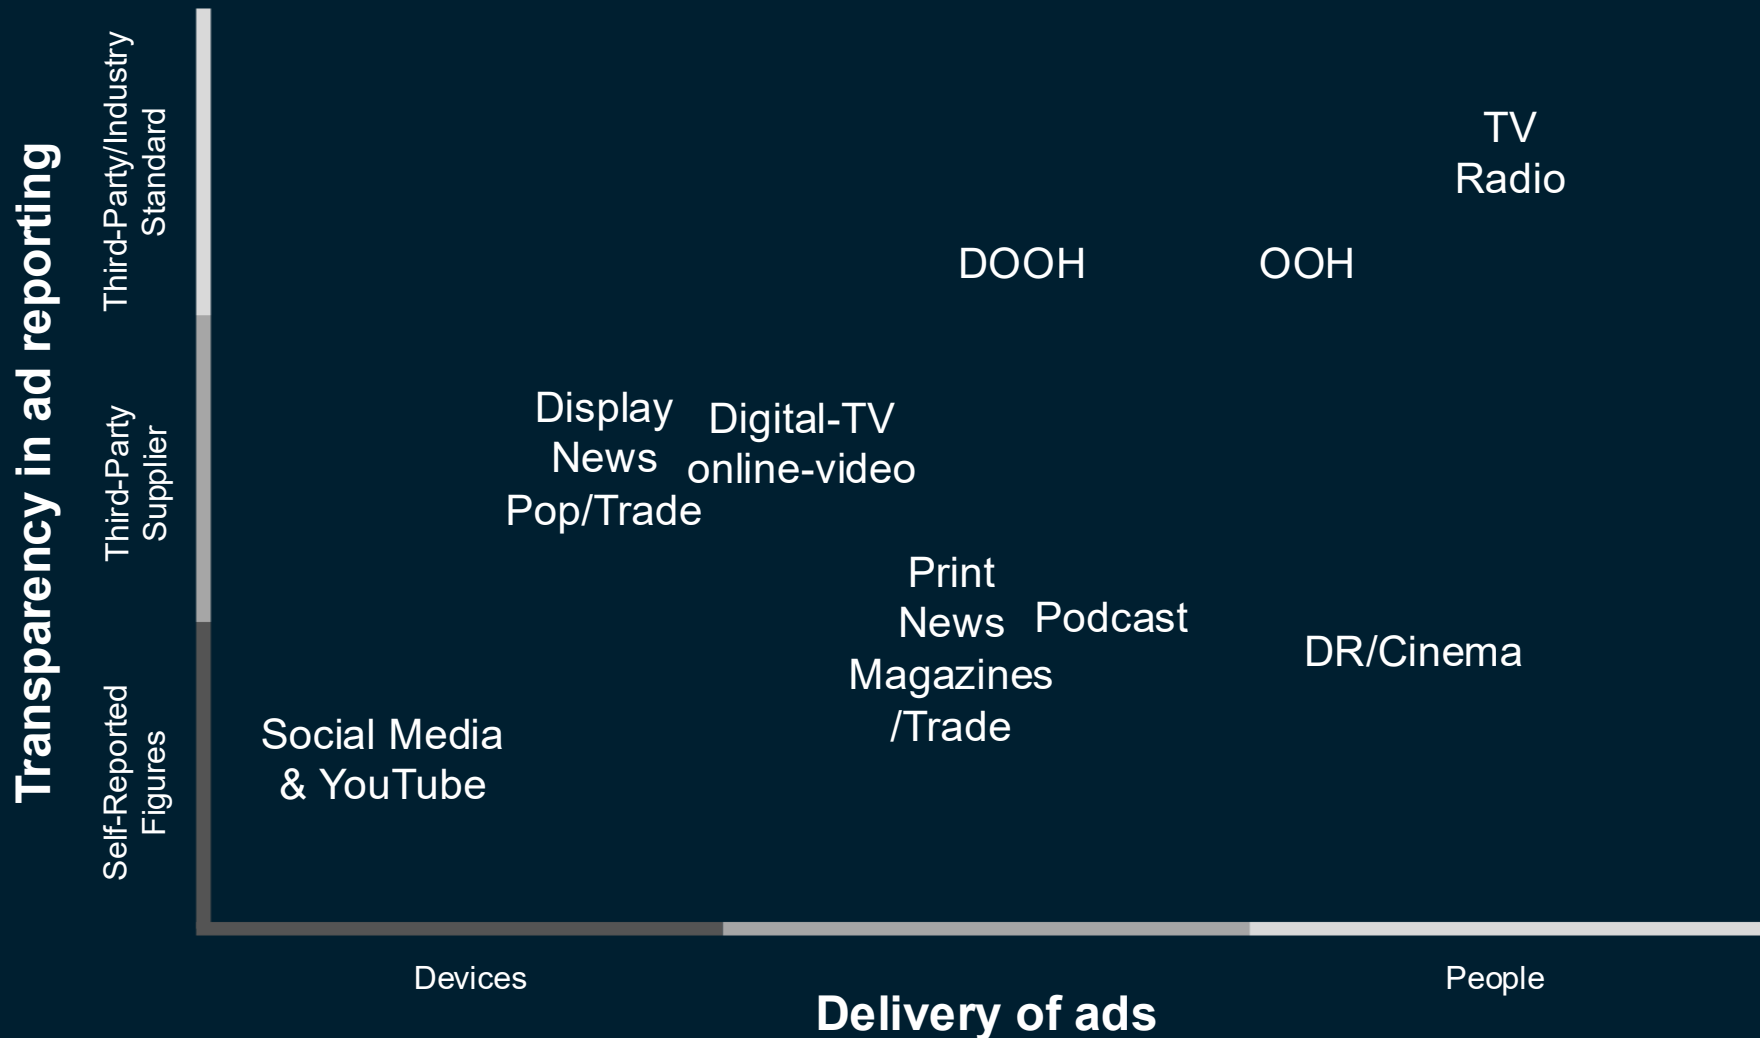 Transparency in ad reporting
Third-Party/Industry
Standard
Third-Party
Supplier
Self-Reported
Figures
TV
Radio
DOOH
OOH
Display
News
Pop/Trade
Digital-TV
online-video
Print
News
Magazines
/Trade
Podcast
DR/Cinema
Social Media
& YouTube
Devices
People
Delivery of ads